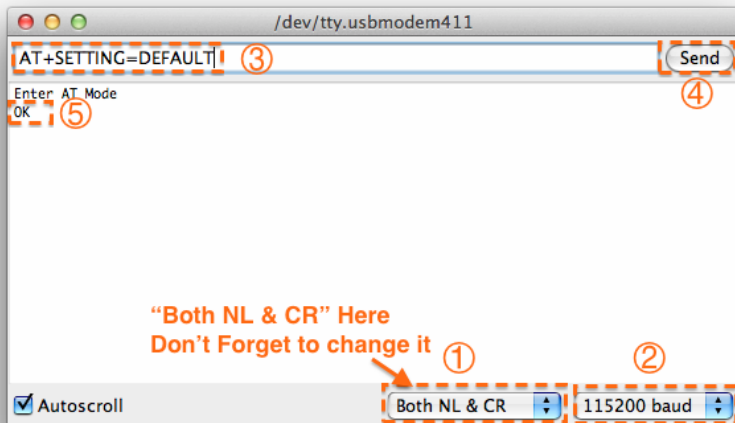 /dev/tty.usbmodem411
AT+SETTING=DEFAULT ③ Send
④
Enter AT Mode
OK ⑤
“Both NL & CR” Here
Don’t Forget to change it
① ②
Autoscroll Both NL & CR 115200 baud